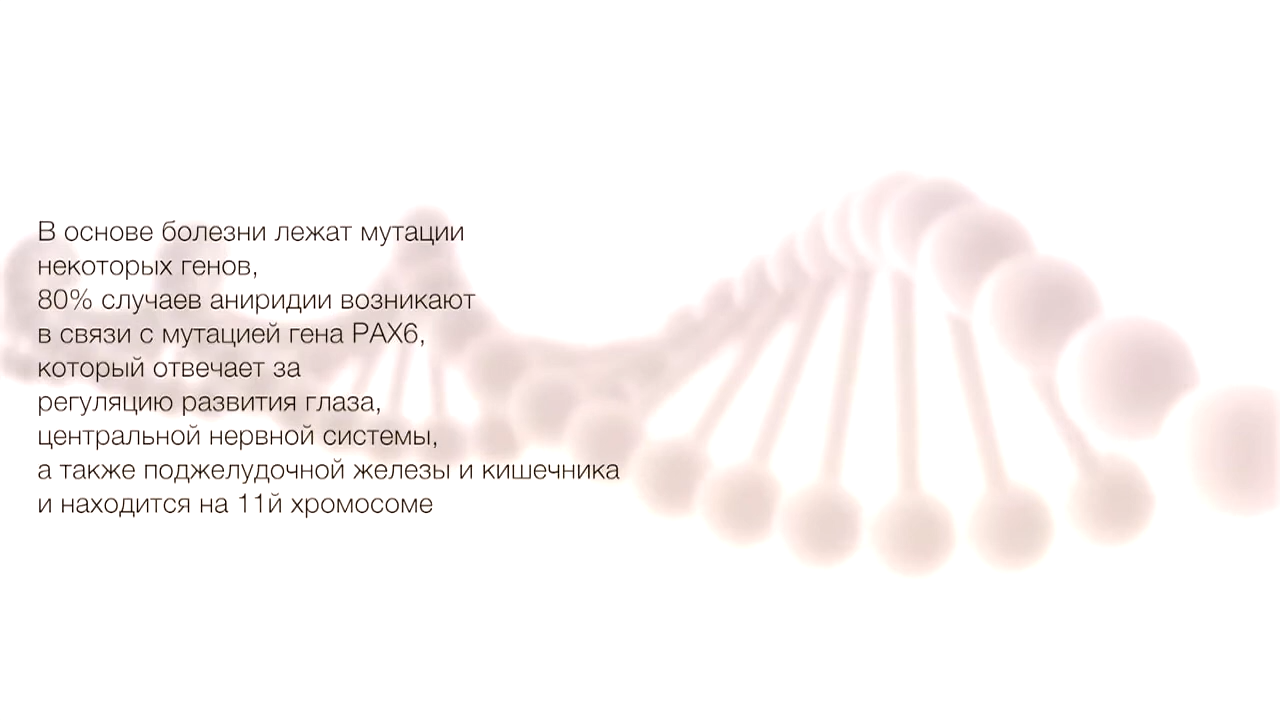 В основе болезни лежат мутации
некоторых генов,
80% случаев аниридии возникают
в связи с мутацией гена PAX6,
который отвечает за
регуляцию развития глаза,
центральной нервной системы,
а также поджелудочной железы и кишечника
и находится на 11й хромосоме